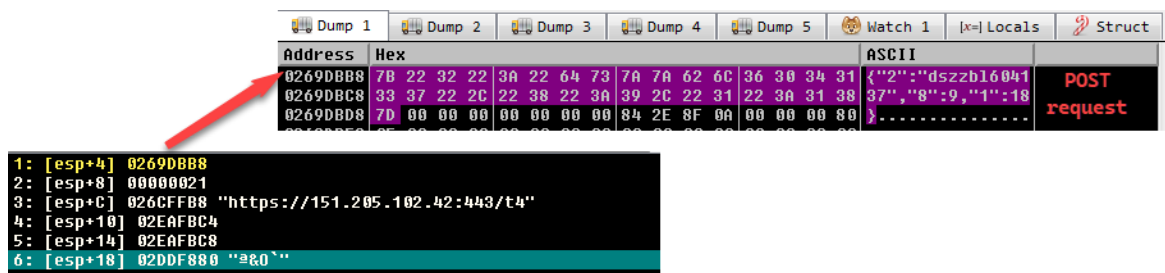 Dump 1 Dump 2 Dump 3 Dump 4 Dump 5 Watch 1 [x=] Locals Struct
Address Hex ASCII
0269DBB8 7B 22 32 22 3A 22 64 73 7A 7A 62 6C 36 30 34 31 {"2":"dszzbl6041
0269DBC8 33 37 22 2C 22 38 22 3A 39 2C 22 31 22 3A 31 38 37","8":9,"1":18
0269DBD8 7D 00 00 00 00 00 00 00 84 2E 8F 0A 00 00 00 80 }...............
POST
request
1: [esp+4] 0269DBB8
2: [esp+8] 00000021
3: [esp+C] 026CFFB8 "https://151.205.102.42:443/t4"
4: [esp+10] 02EAFBC4
5: [esp+14] 02EAFBC8
6: [esp+18] 02DDF880 "ª&O`"